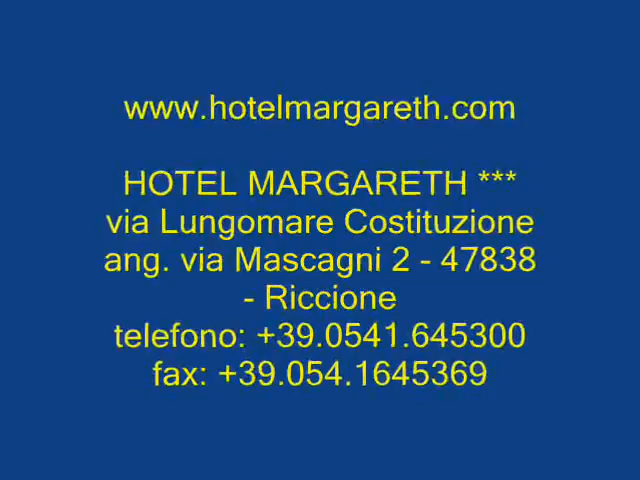 www.hotelmargareth.com
HOTEL MARGARETH ***
via Lungomare Costituzione
ang. via Mascagni 2 - 47838
- Riccione
telefono: +39.0541.645300
fax: +39.054.1645369